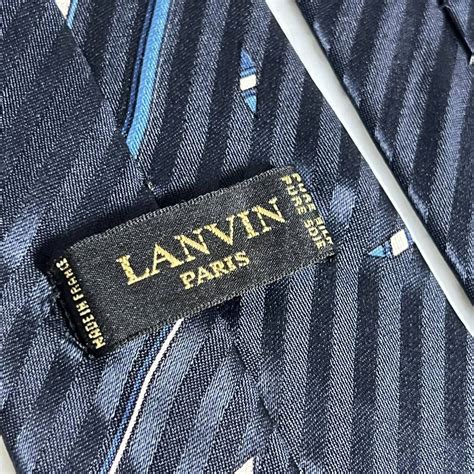 MADE IN FRANCE
LANVIN
PARIS
PURE SILK
PURE SOIE